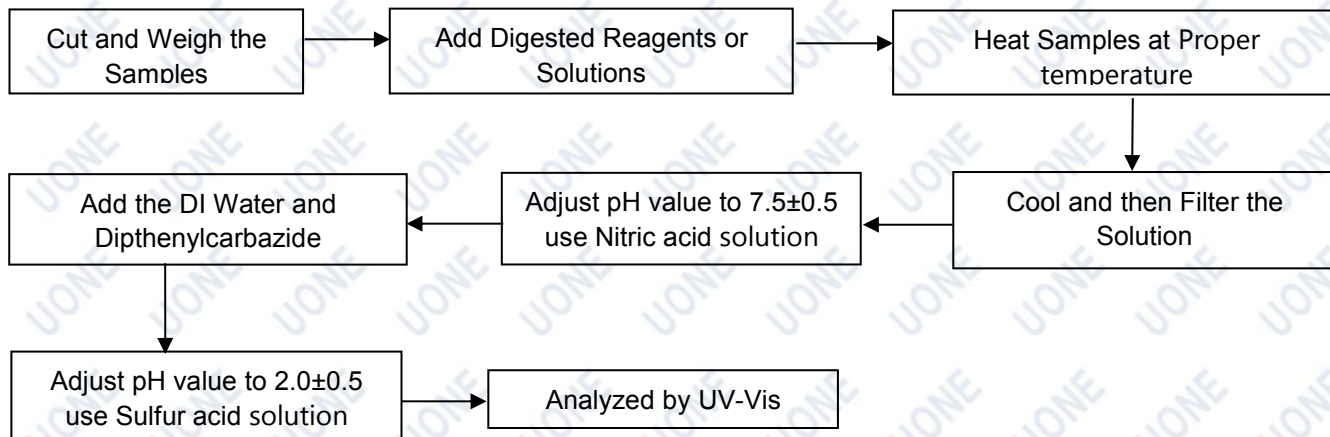 Cut and Weigh the
Samples
Add Digested Reagents or
Solutions
Heat Samples at Proper
temperature
Cool and then Filter the
Solution
Adjust pH value to 7.5±0.5
use Nitric acid solution
Add the DI Water and
Dipthenylcarbazide
Adjust pH value to 2.0±0.5
use Sulfur acid solution
Analyzed by UV-Vis
UONE